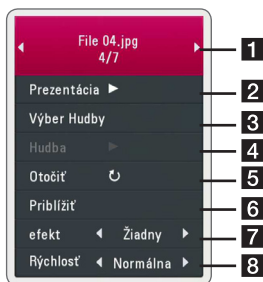 File 04.jpg
4/7
1
Prezentácia
2
Výber Hudby
3
Hudba
4
Otočiť
5
Priblížiť
6
efekt Žiadny
7
Rýchlosť Normálna
8